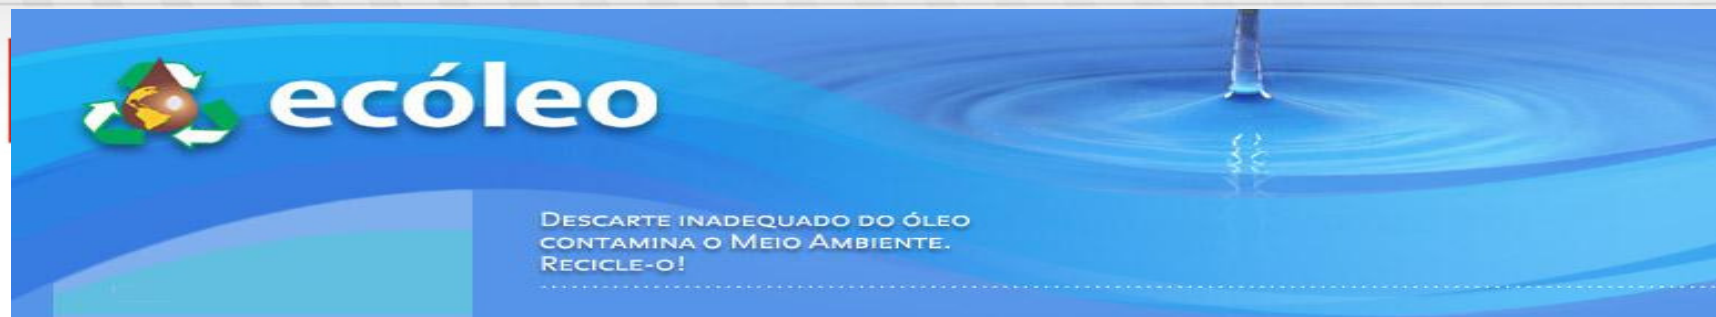 ecóleo
DESCARTE INADEQUADO DO ÓLEO
CONTAMINA O MEIO AMBIENTE.
RECICLE-O!